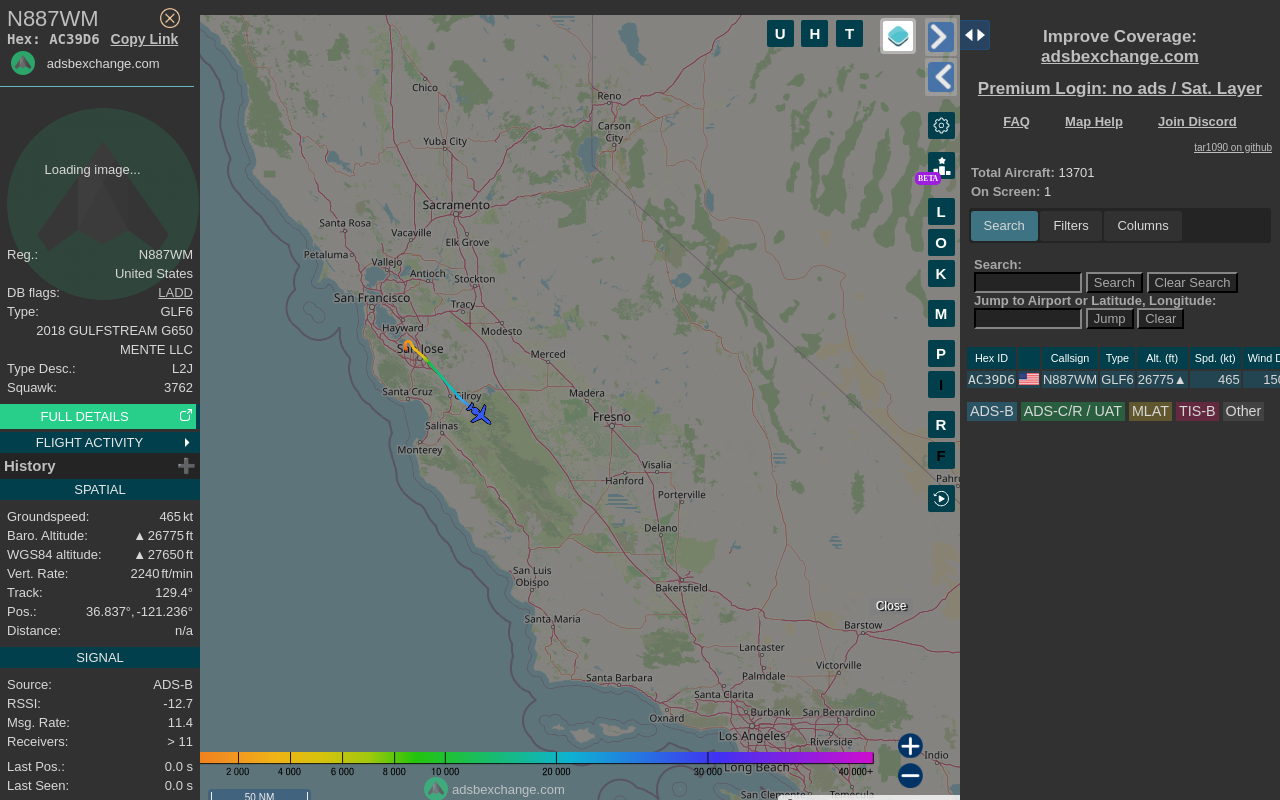 N887WM
Hex: AC39D6 Copy Link
adsbexchange.com
Loading image...
Reg.: N887WM
United States
DB flags: LADD
Type: GLF6
2018 GULFSTREAM G650
MENTE LLC
Type Desc.: L2J
Squawk: 3762
FULL DETAILS
FLIGHT ACTIVITY
History
SPATIAL
Groundspeed: 465 kt
Baro. Altitude: ▲ 26775 ft
WGS84 altitude: ▲ 27650 ft
Vert. Rate: 2240 ft/min
Track: 129.4°
Pos.: 36.837°, -121.236°
Distance: n/a
SIGNAL
Source: ADS-B
RSSI: -12.7
Msg. Rate: 11.4
Receivers: > 11
Last Pos.: 0.0 s
Last Seen: 0.0 s
U H T
Chico
Reno
Carson
City
Yuba City
Sacramento
Santa Rosa
Vacaville
Elk Grove
Petaluma
Vallejo
Antioch
Stockton
San Francisco
Tracy
Hayward
Modesto
San Jose
Merced
Santa Cruz
Gilroy
Madera
Salinas
Fresno
Monterey
Visalia
Hanford
Porterville
Delano
San Luis
Obispo
Bakersfield
Santa Maria
Barstow
Lancaster
Victorville
Palmdale
Santa Barbara
Santa Clarita
Oxnard
Burbank
San Bernardino
Los Angeles
Riverside
Indio
Long Beach
San Clemente
Temecula
Close
BETA
L
O
K
M
P
I
R
F
2 000 4 000 6 000 8 000 10 000 20 000 30 000 40 000+
adsbexchange.com
50 NM
Improve Coverage:
adsbexchange.com
Premium Login: no ads / Sat. Layer
FAQ Map Help Join Discord
tar1090 on github
Total Aircraft: 13701
On Screen: 1
Search Filters Columns
Search:
Search Clear Search
Jump to Airport or Latitude, Longitude:
Jump Clear
Hex ID Callsign Type Alt. (ft) Spd. (kt) Wind D
AC39D6 N887WM GLF6 26775▲ 465 150
ADS-B ADS-C/R / UAT MLAT TIS-B Other